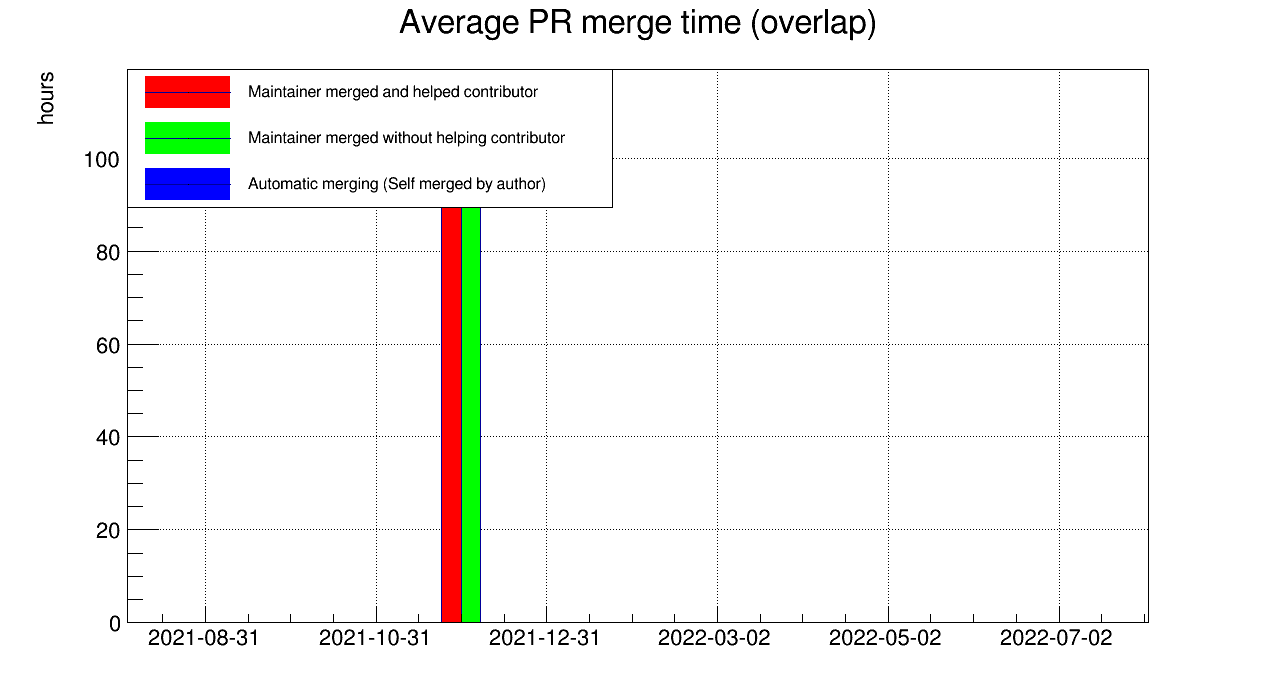 Average PR merge time (overlap)
hours
Maintainer merged and helped contributor
Maintainer merged without helping contributor
Automatic merging (Self merged by author)
100
80
60
40
20
0
2021-08-31 2021-10-31 2021-12-31 2022-03-02 2022-05-02 2022-07-02